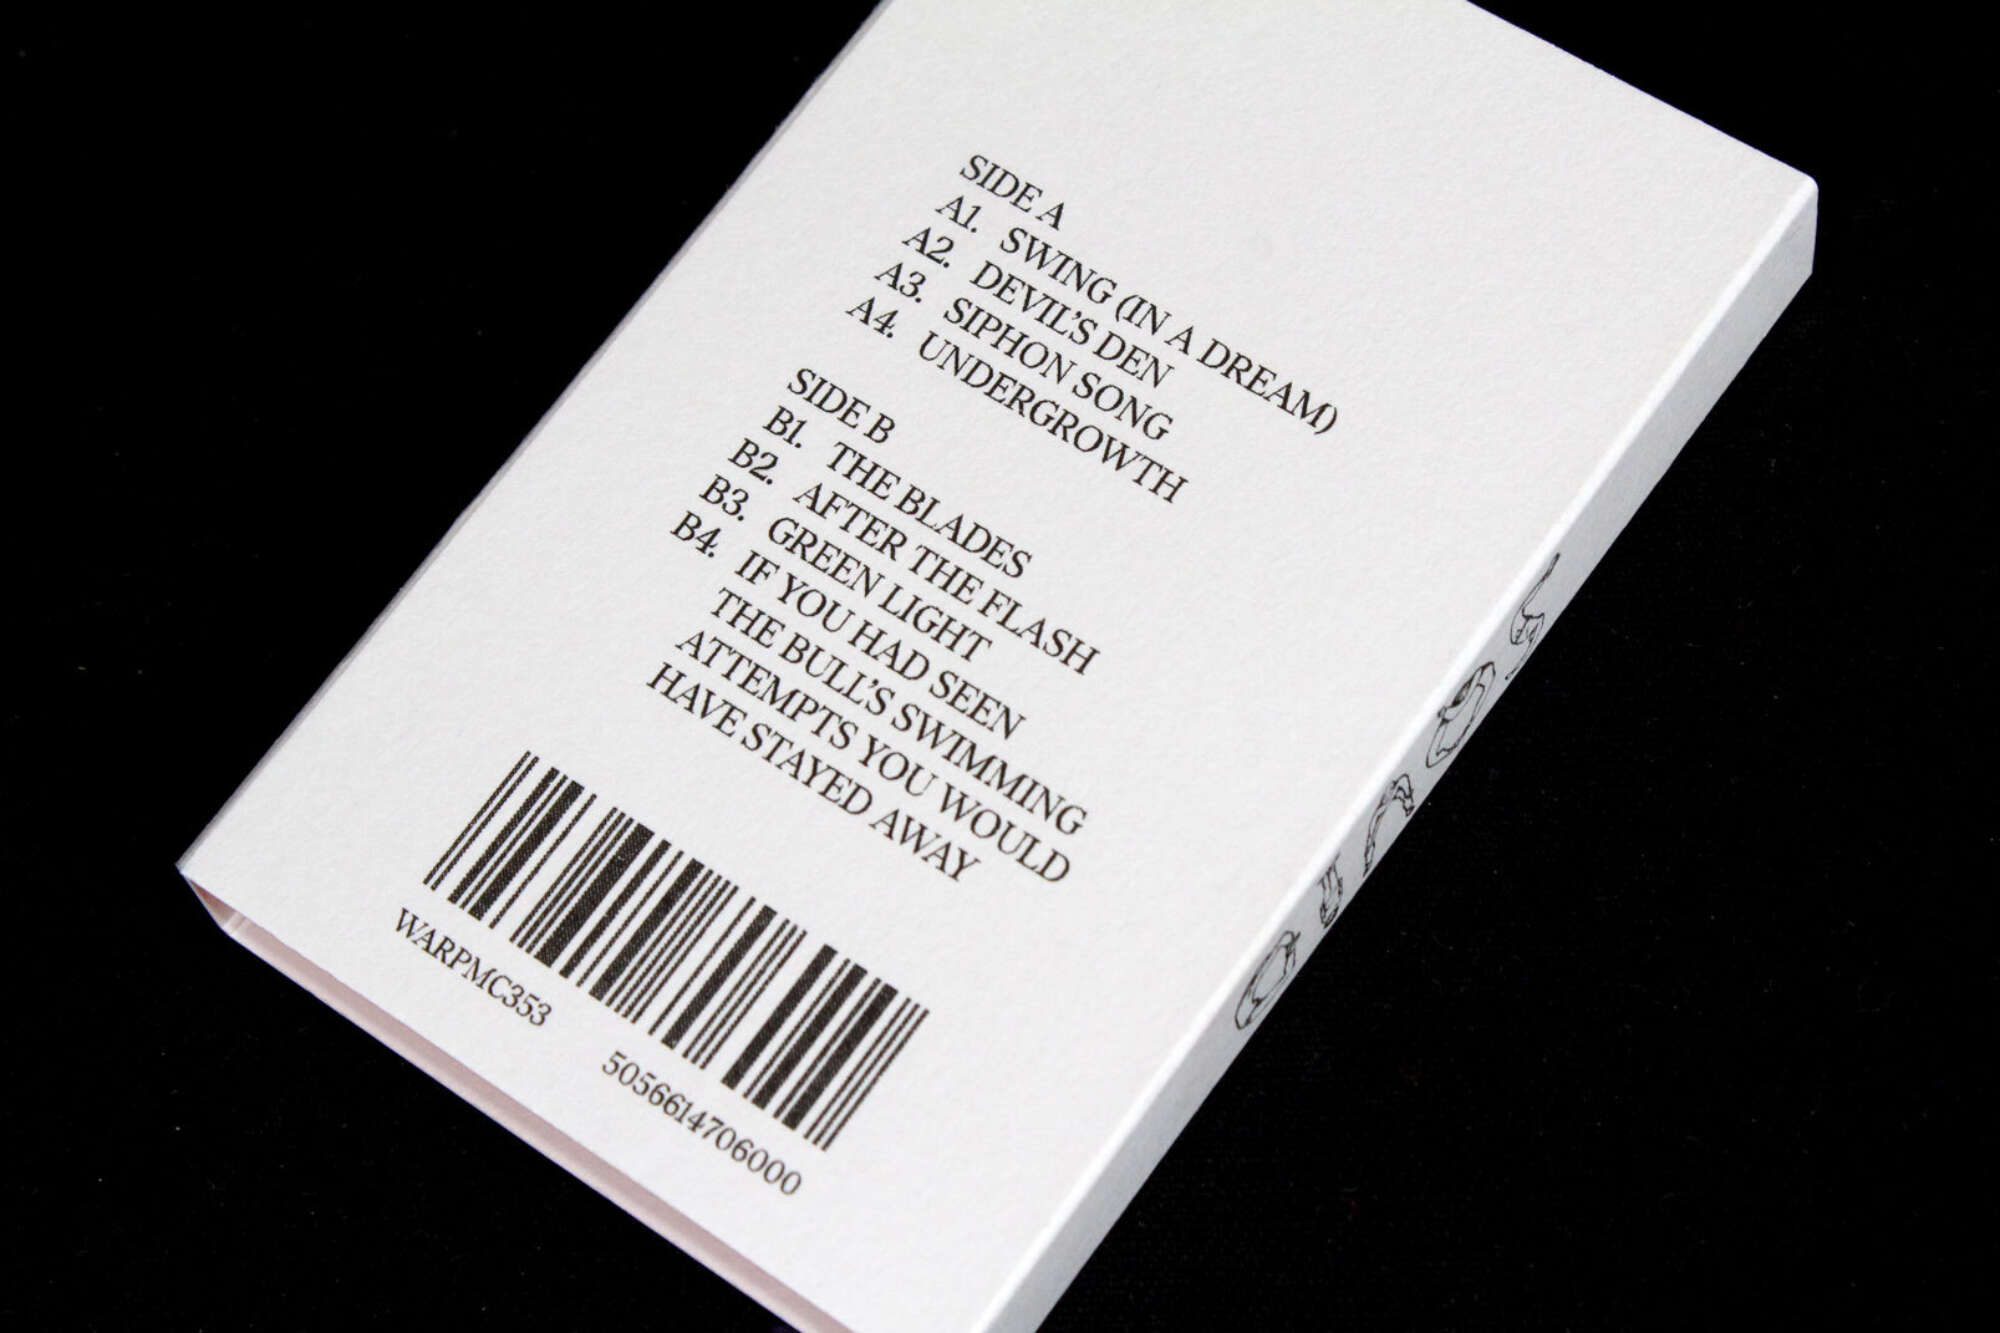 SIDE A
A1. SWING (IN A DREAM)
A2. DEVIL'S DEN
A3. SIPHON SONG
A4. UNDERGROWTH
SIDE B
B1. THE BLADES
B2. AFTER THE FLASH
B3. GREEN LIGHT
B4. IF YOU HAD SEEN
THE BULL'S SWIMMING
ATTEMPTS YOU WOULD
HAVE STAYED AWAY
WARPMC353
5056614706000